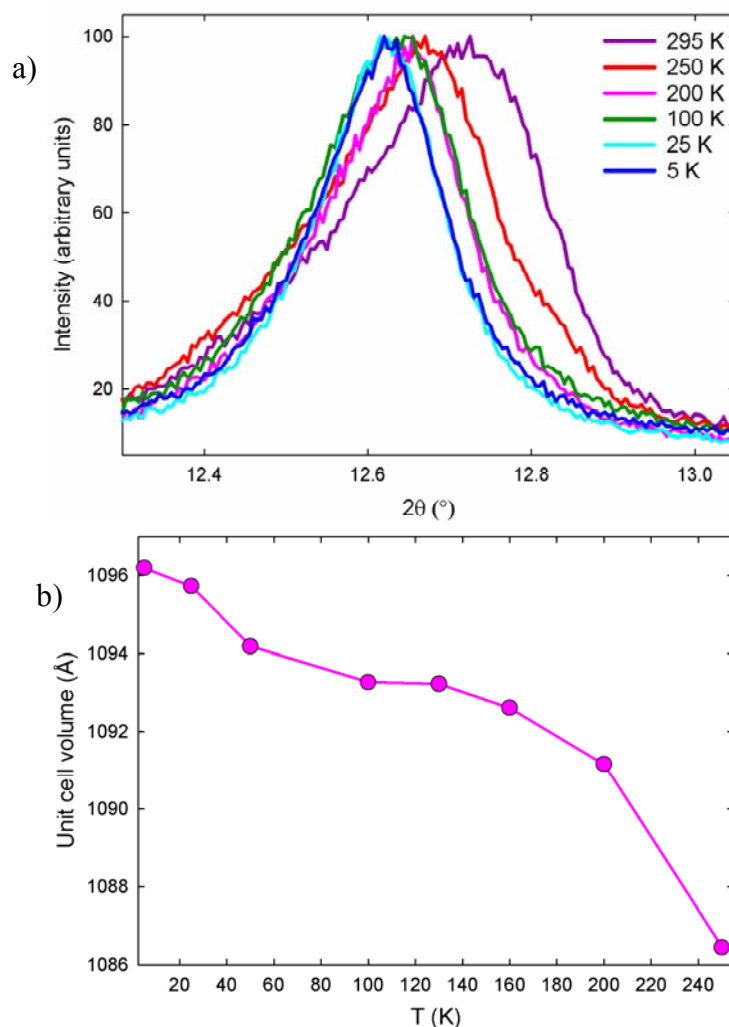 a)
100
80
60
40
20
Intensity (arbitrary units)
295 K
250 K
200 K
100 K
25 K
5 K
12.4 12.6 12.8 13.0
2θ (°)
b)
1096
1094
1092
1090
1088
1086
Unit cell volume (Å)
20 40 60 80 100 120 140 160 180 200 220 240
T (K)